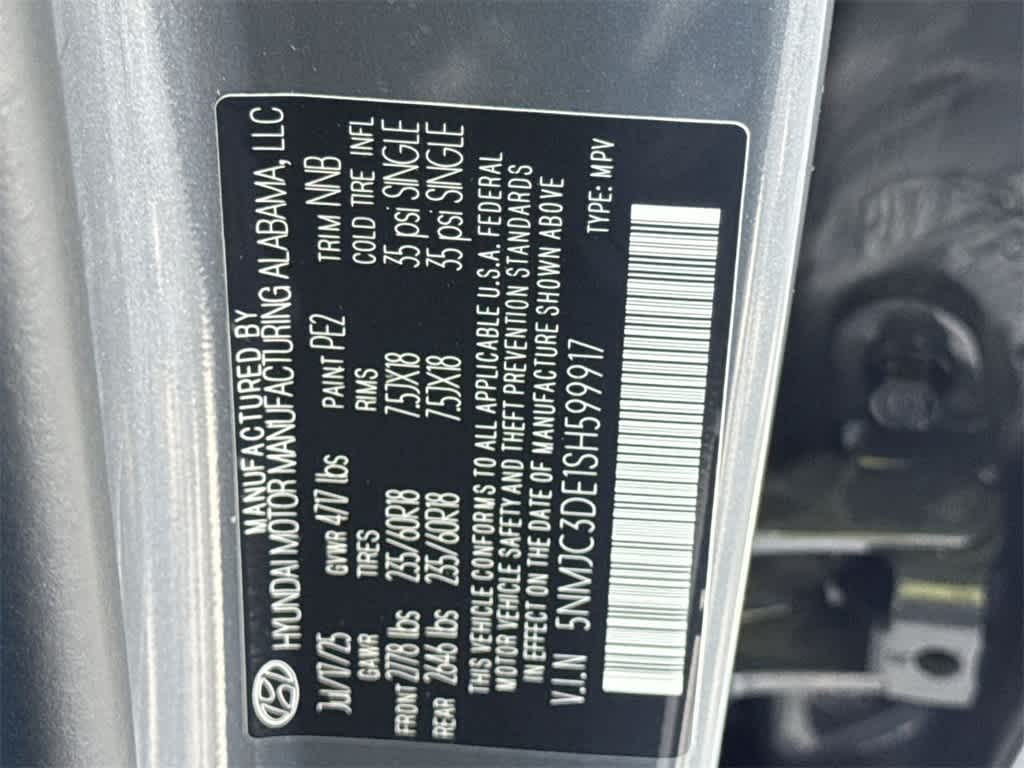 MANUFACTURED BY
HYUNDAI MOTOR MANUFACTURING ALABAMA, LLC
JUL/17/25 GVWR 4717 lbs PAINT PE2 TRIM NNB
GAWR TIRES RIMS COLD TIRE INFL
FRONT 2778 lbs 235/60R18 7.5JX18 35 psi SINGLE
REAR 2646 lbs 235/60R18 7.5JX18 35 psi SINGLE
THIS VEHICLE CONFORMS TO ALL APPLICABLE U.S.A. FEDERAL
MOTOR VEHICLE SAFETY AND THEFT PREVENTION STANDARDS
IN EFFECT ON THE DATE OF MANUFACTURE SHOWN ABOVE
V.I.N 5NMJC3DE1SH599917 TYPE: MPV